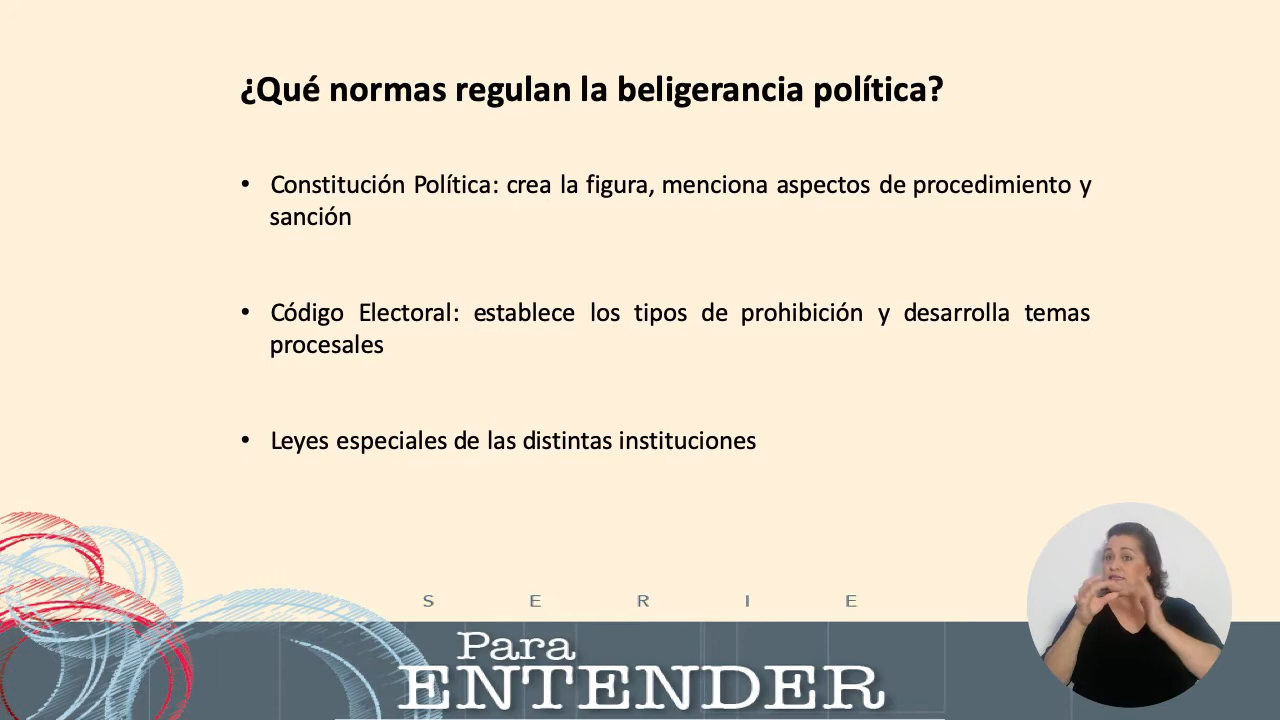 ¿Qué normas regulan la beligerancia política?
• Constitución Política: crea la figura, menciona aspectos de procedimiento y
sanción
• Código Electoral: establece los tipos de prohibición y desarrolla temas
procesales
• Leyes especiales de las distintas instituciones
S E R I E
Para
ENTENDER